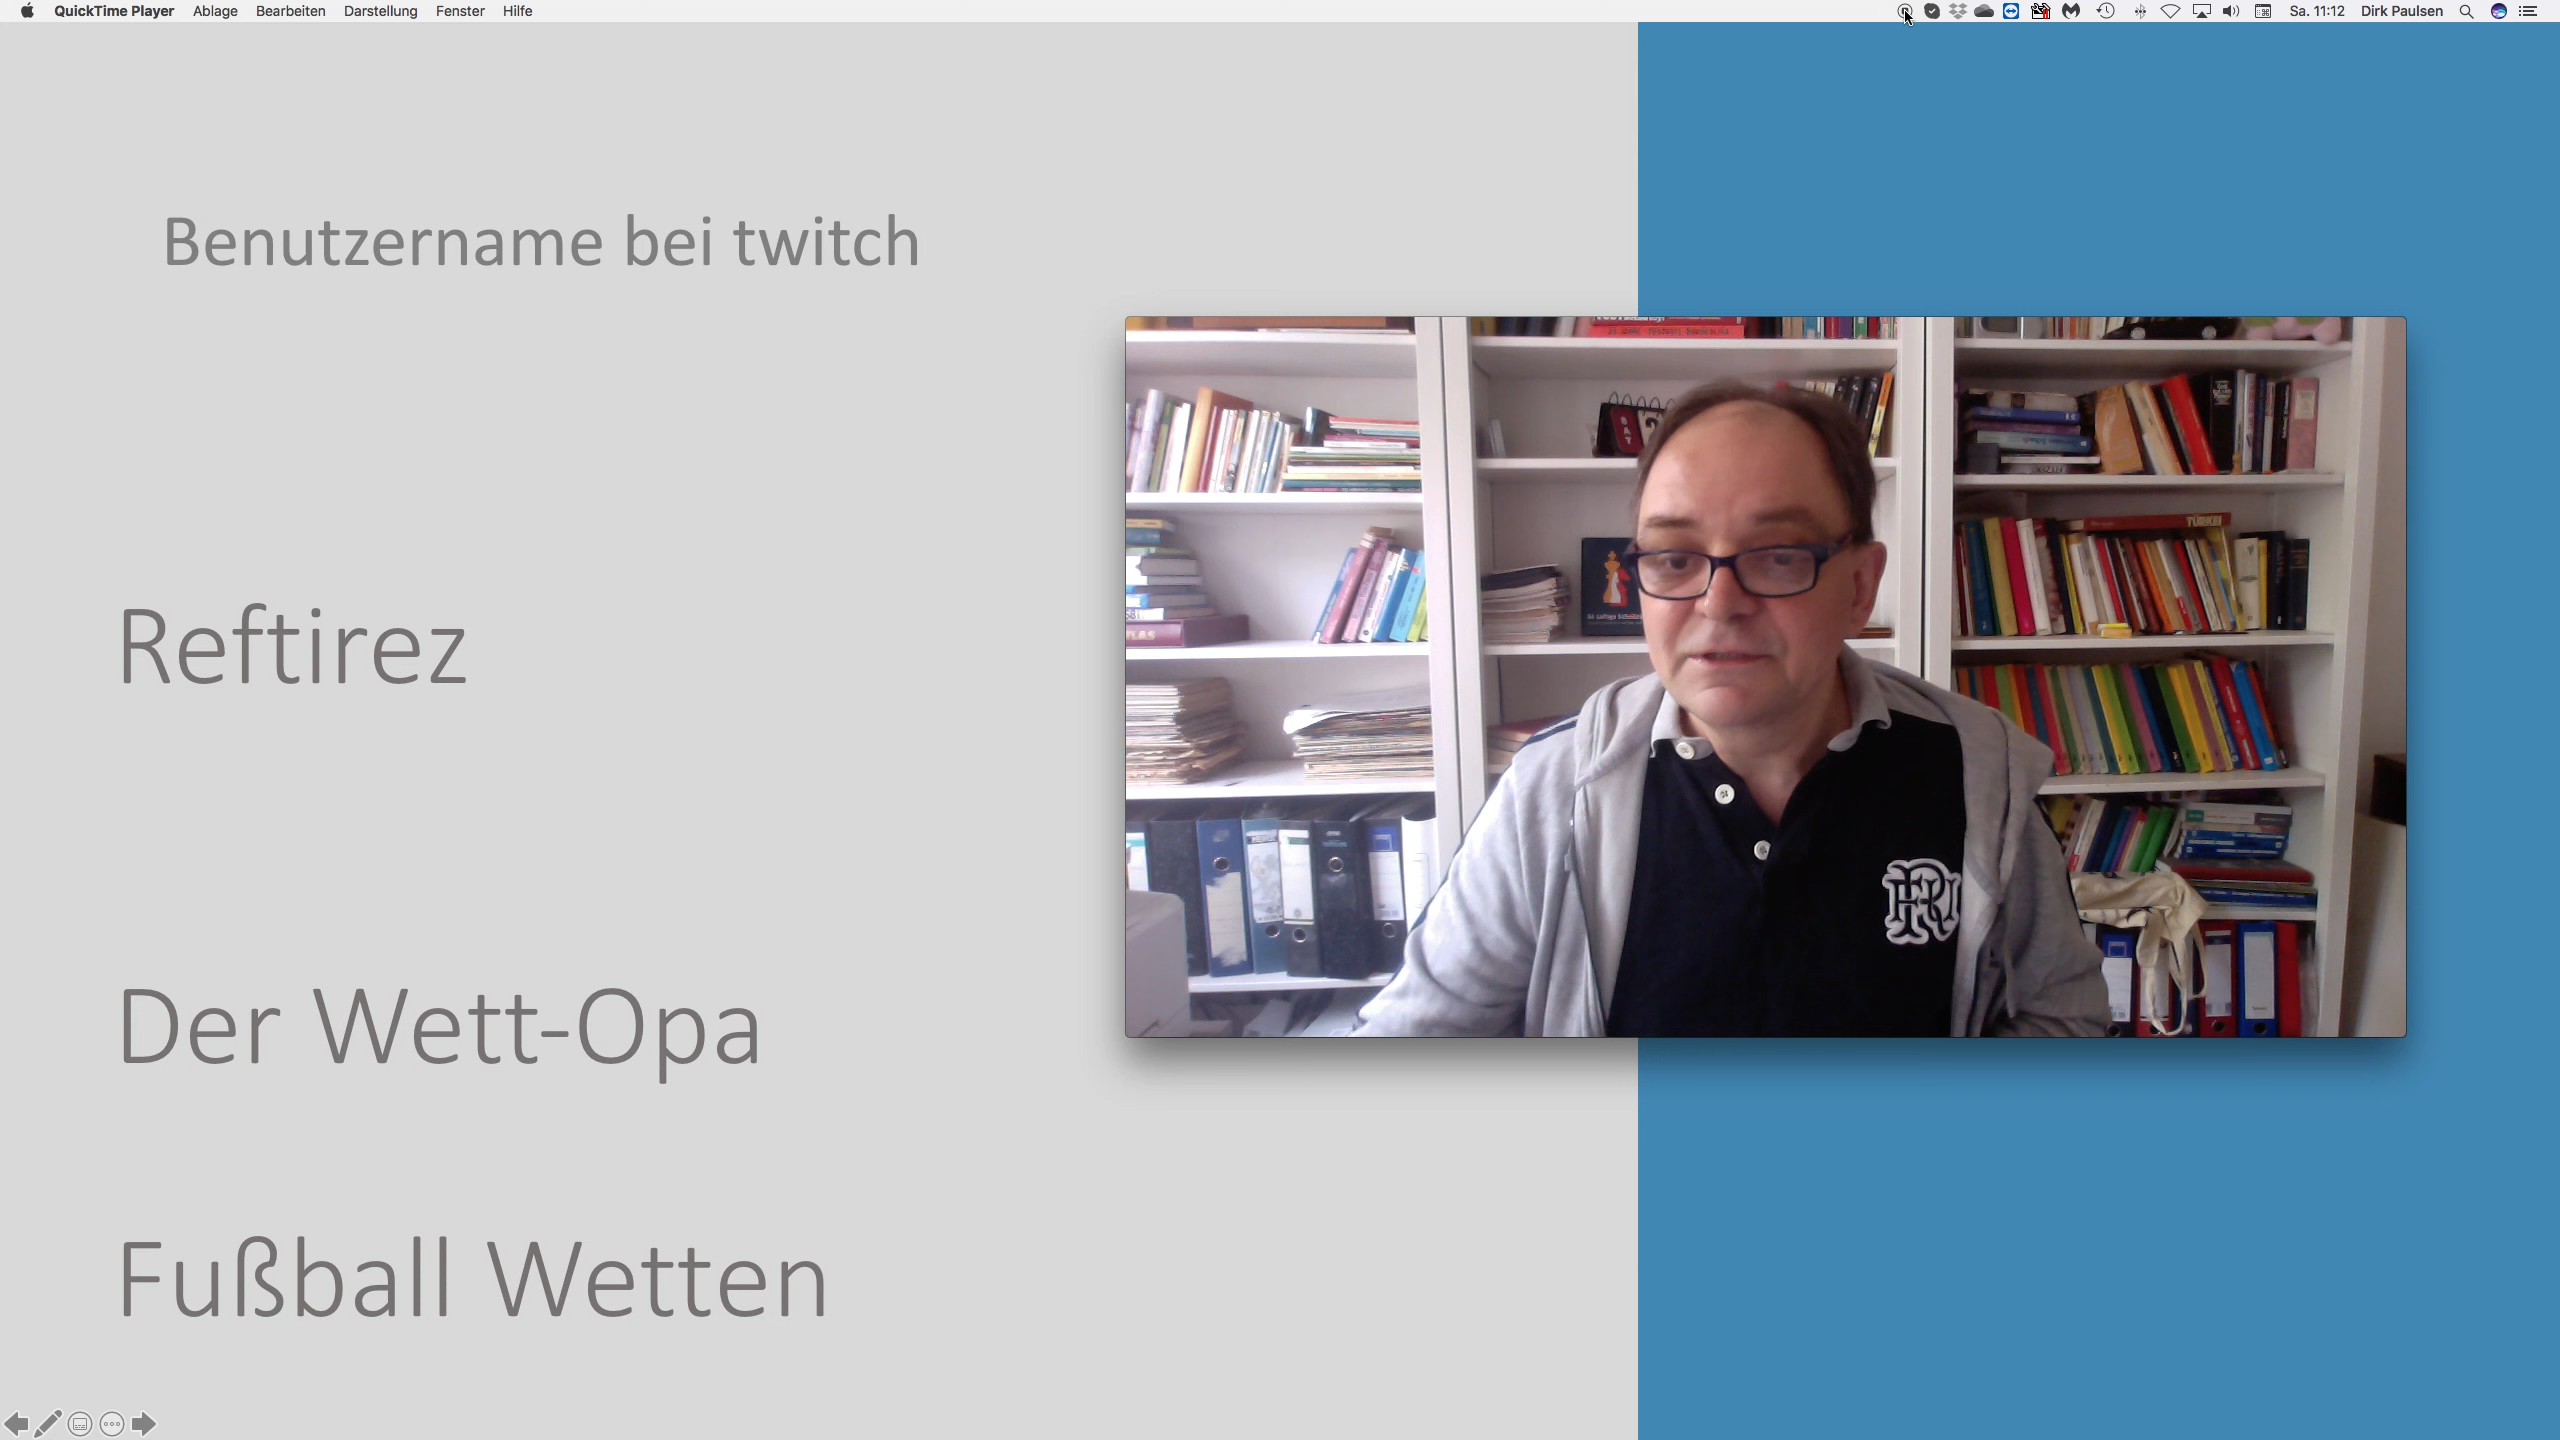 QuickTime Player Ablage Bearbeiten Darstellung Fenster Hilfe
Sa. 11:12 Dirk Paulsen
Benutzername bei twitch
Reftirez
Der Wett-Opa
Fußball Wetten
TÜRKEI